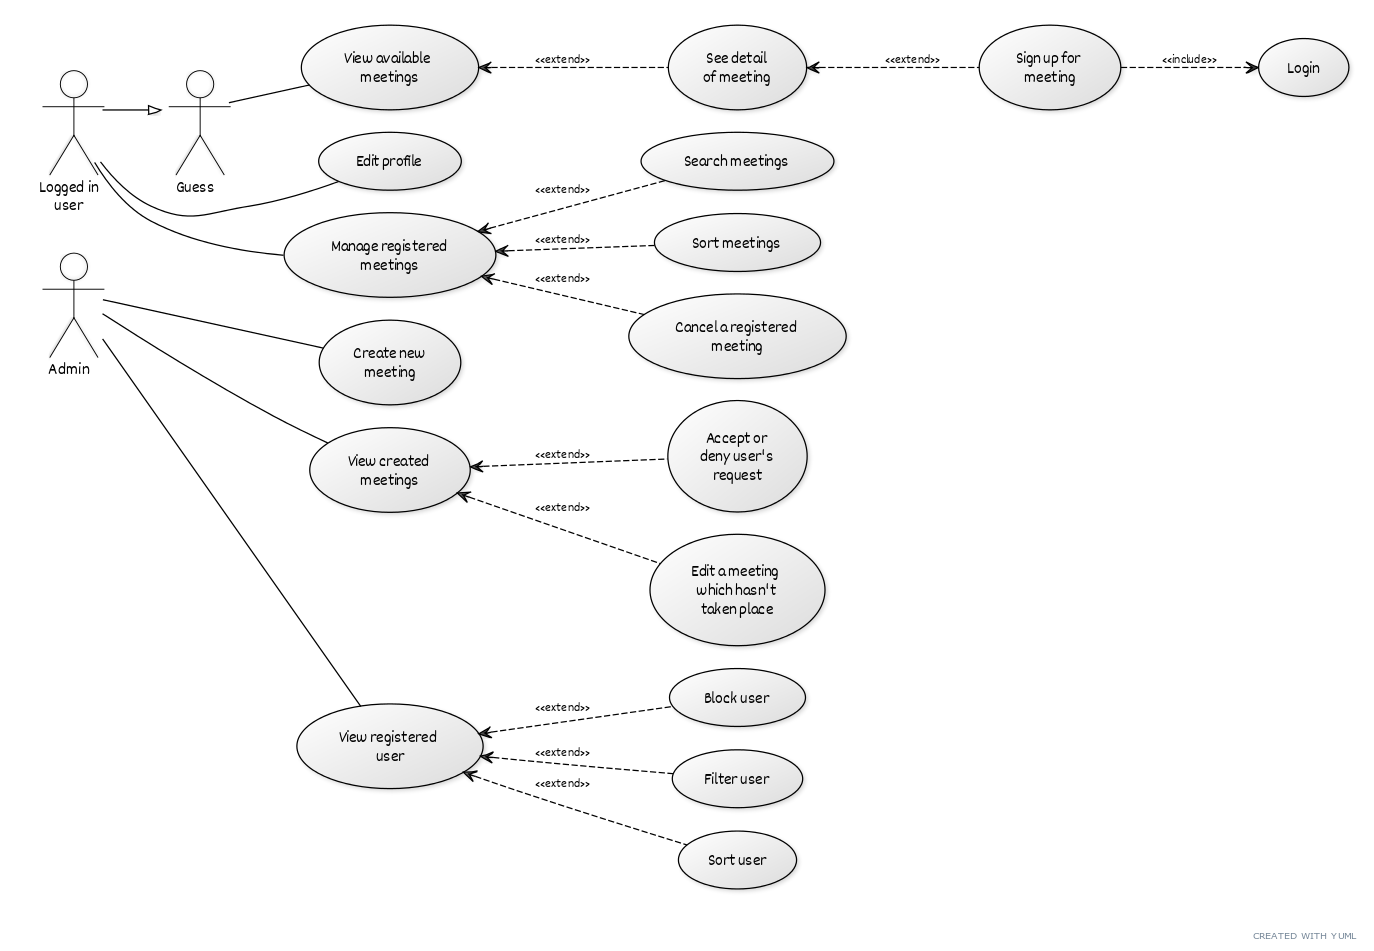 View available
meetings
<<extend>>
See detail
of meeting
<<extend>>
Sign up for
meeting
<<include>>
Login
Logged in
user
Guess
Edit profile
Manage registered
meetings
<<extend>>
Search meetings
<<extend>>
Sort meetings
<<extend>>
Cancel a registered
meeting
Admin
Create new
meeting
View created
meetings
<<extend>>
Accept or
deny user's
request
<<extend>>
Edit a meeting
which hasn't
taken place
View registered
user
<<extend>>
Block user
<<extend>>
Filter user
<<extend>>
Sort user
CREATED WITH YUML